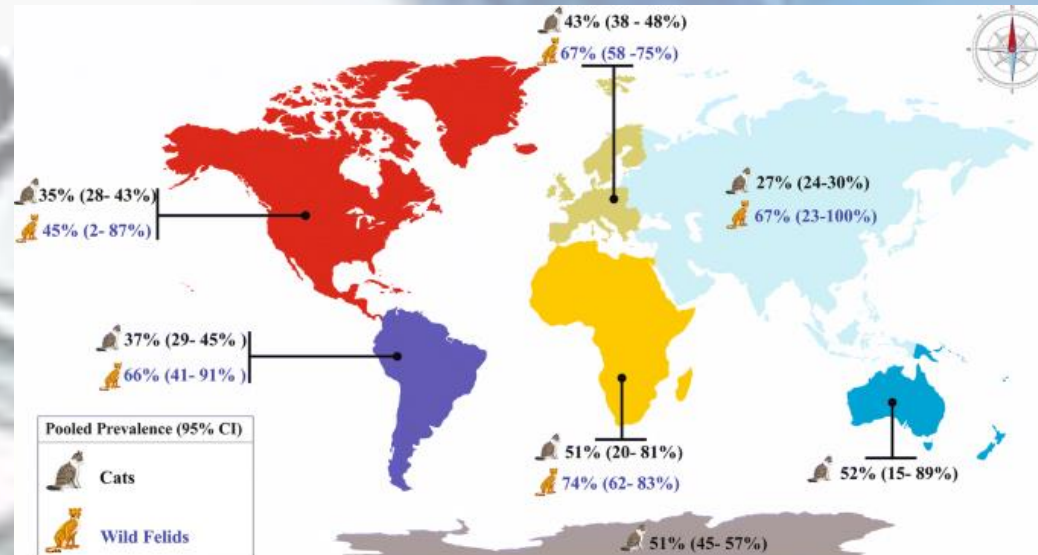 43% (38 - 48%)
67% (58 -75%)
35% (28- 43%)
45% (2- 87%)
27% (24-30%)
67% (23-100%)
37% (29- 45% )
66% (41- 91% )
51% (20- 81%)
74% (62- 83%)
52% (15- 89%)
Pooled Prevalence (95% CI)
Cats
Wild Felids
51% (45- 57%)